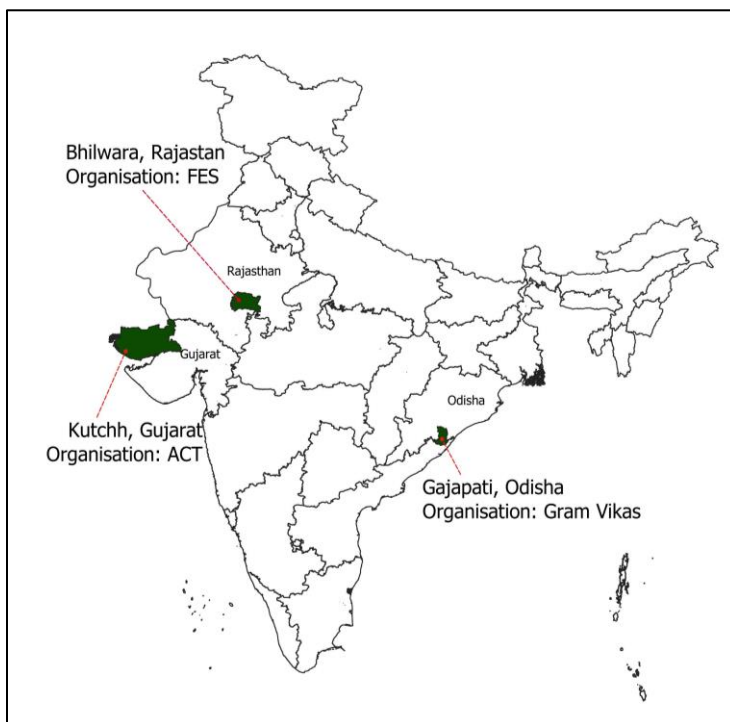 Bhilwara, Rajastan
Organisation: FES
Rajasthan
Gujarat
Kutchh, Gujarat
Organisation: ACT
Odisha
Gajapati, Odisha
Organisation: Gram Vikas